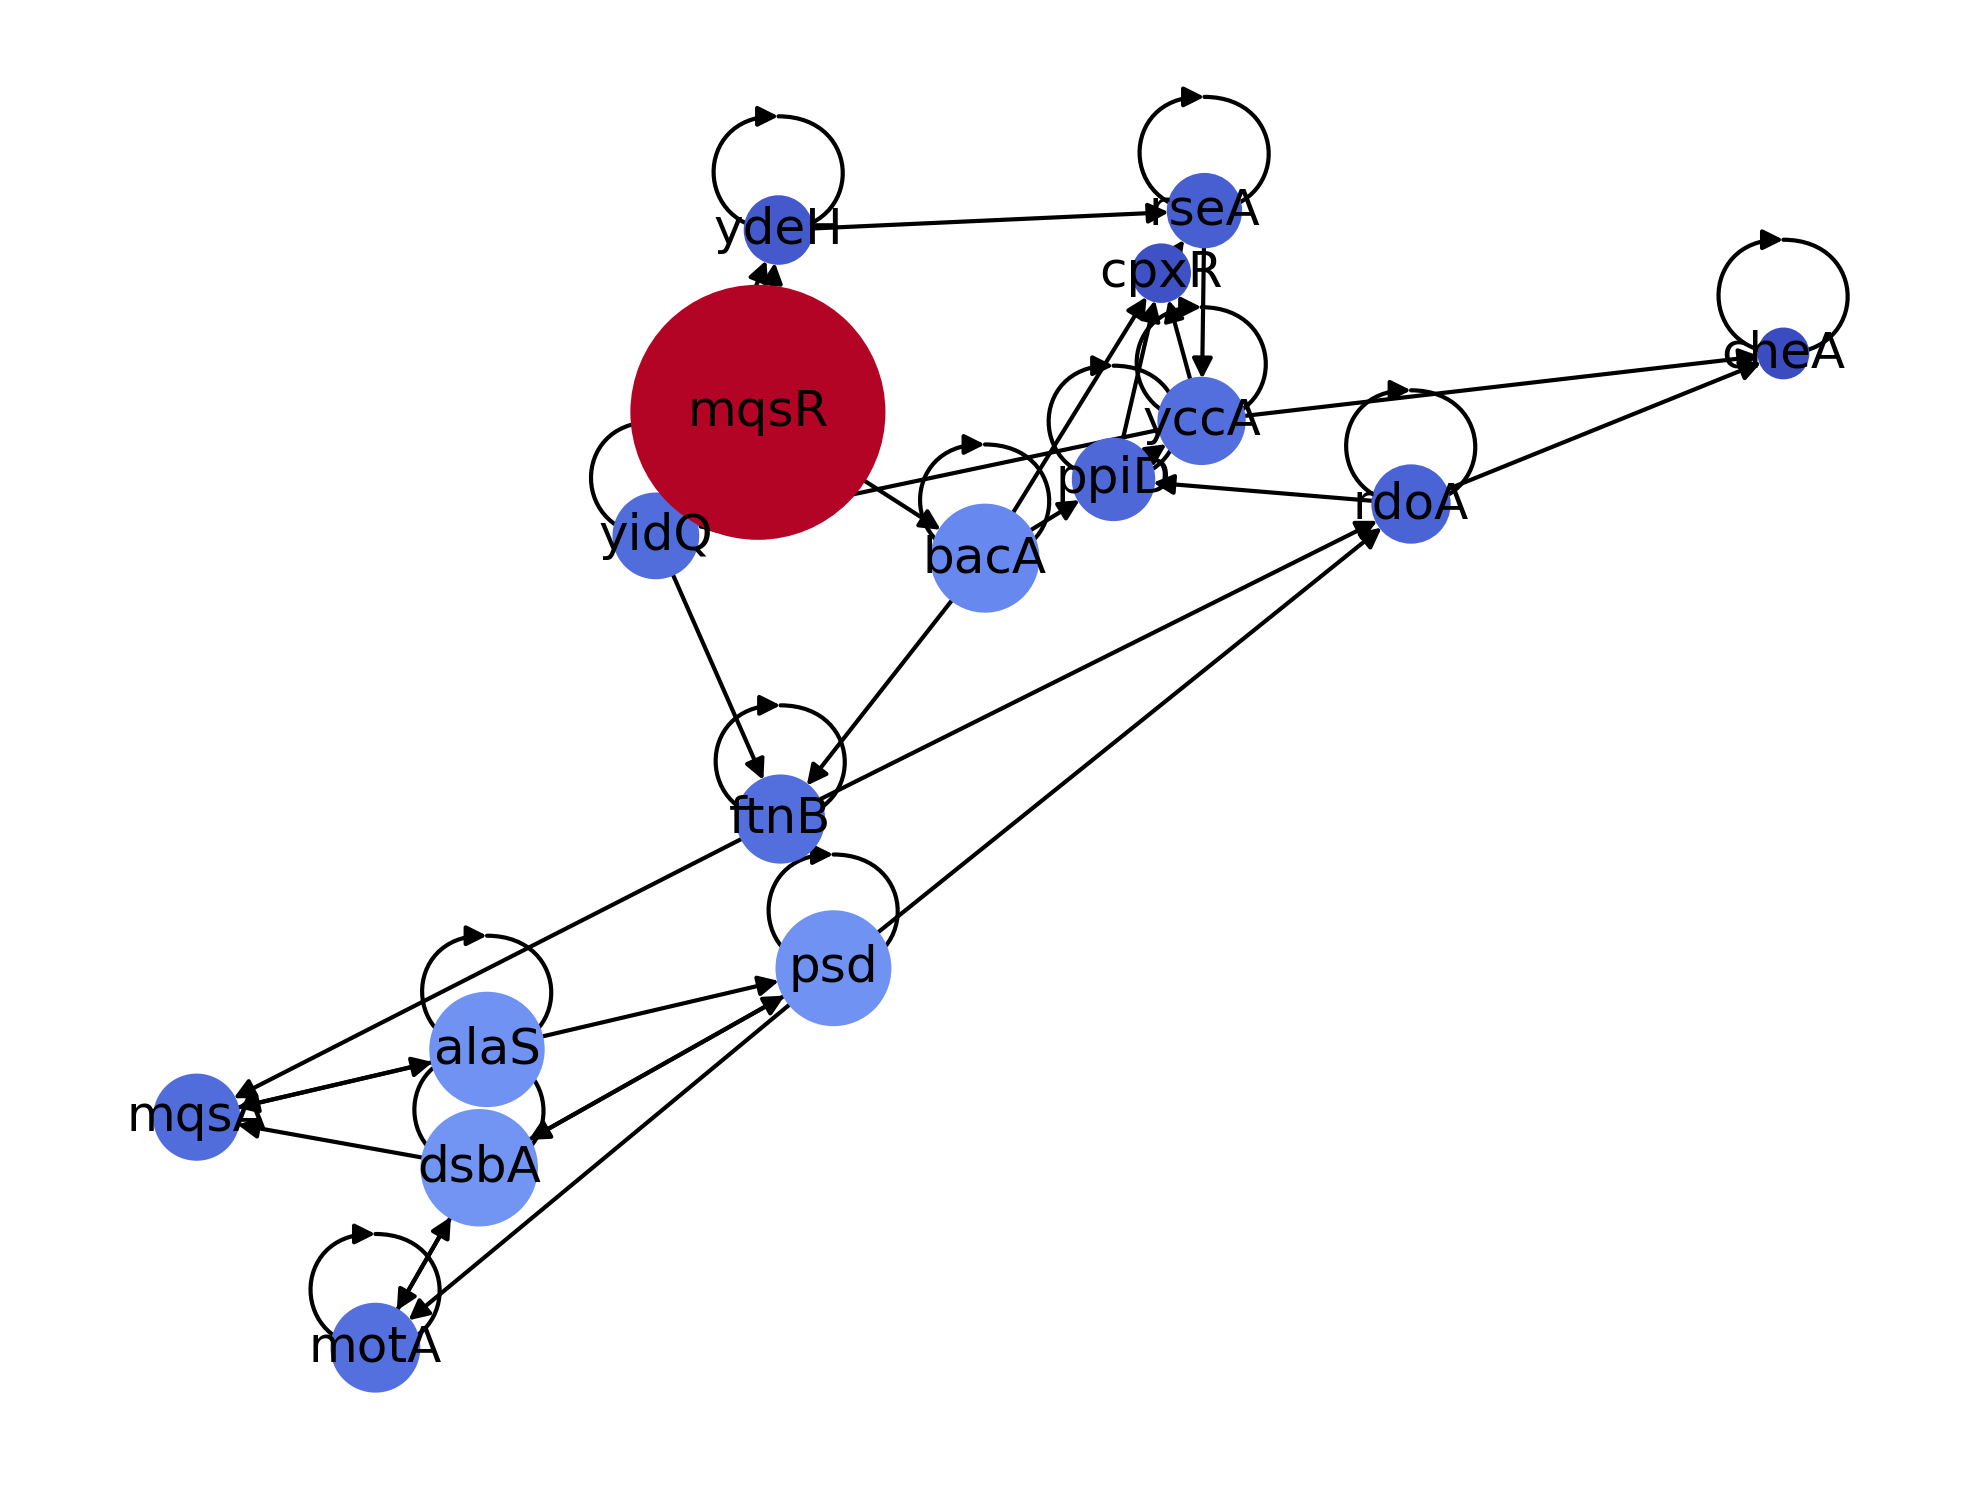 ydeH
rseA
cpxR
cheA
mqsR
yccA
ppiD
rdoA
yidQ
bacA
ftnB
psd
alaS
mqsA
dsbA
motA